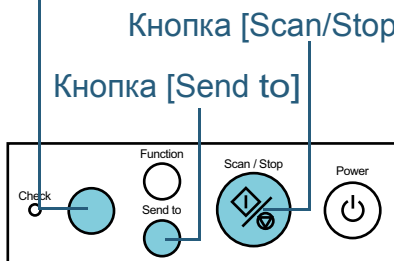 Кнопка [Scan/Stop
Кнопка [Send to]
Function
Scan / Stop
Power
Check
Send to